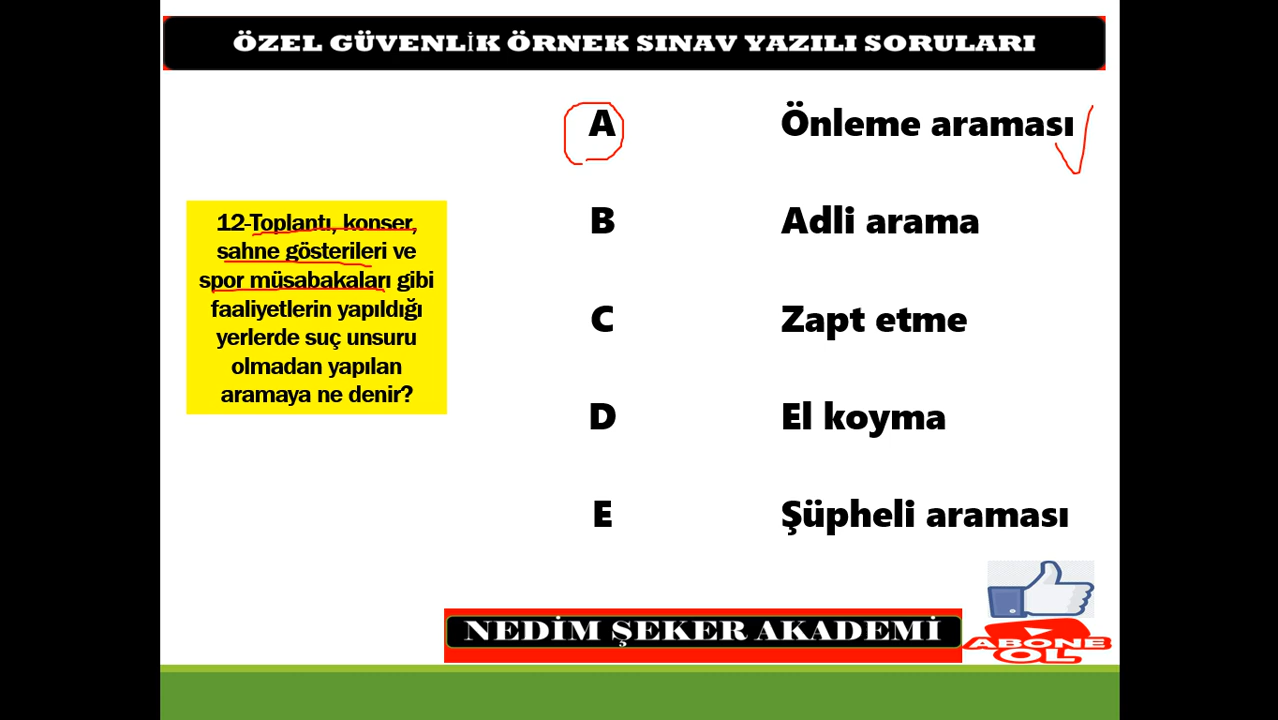 ÖZEL GÜVENLİK ÖRNEK SINAV YAZILI SORULARI
12-Toplantı, konser,
sahne gösterileri ve
spor müsabakaları gibi
faaliyetlerin yapıldığı
yerlerde suç unsuru
olmadan yapılan
aramaya ne denir?
A Önleme araması
B Adli arama
C Zapt etme
D El koyma
E Şüpheli araması
NEDİM ŞEKER AKADEMİ
ABONE
OL